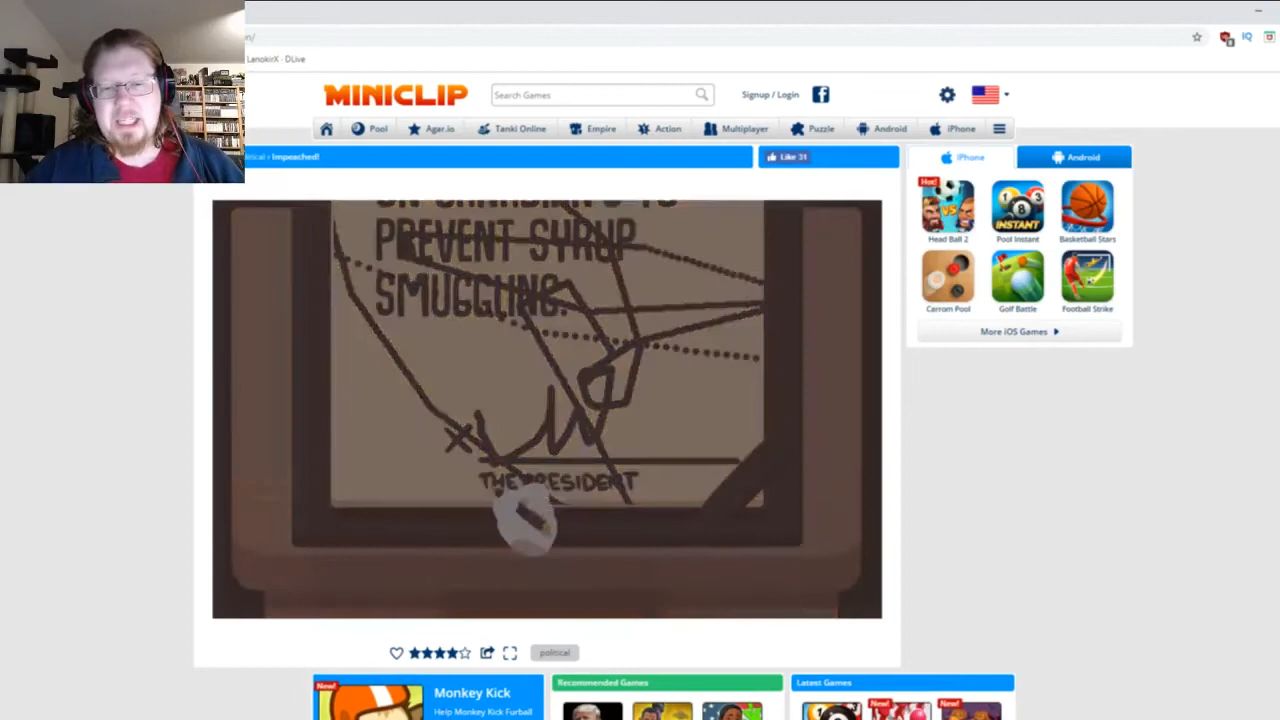 n/
LanokirX - DLive
MINICLIP
Search Games
Signup / Login
Pool
Agar.io
Tanki Online
Empire
Action
Multiplayer
Puzzle
Android
iPhone
litical › Impeached!
Like 31
iPhone
Android
Hot!
Head Ball 2
Pool Instant
Basketball Stars
Carrom Pool
Golf Battle
Football Strike
More iOS Games
PREVENT SYRUP
SMUGGLING.
X
THE PRESIDENT
political
New!
Monkey Kick
Help Monkey Kick Furball
Recommended Games
Latest Games
New!
New!